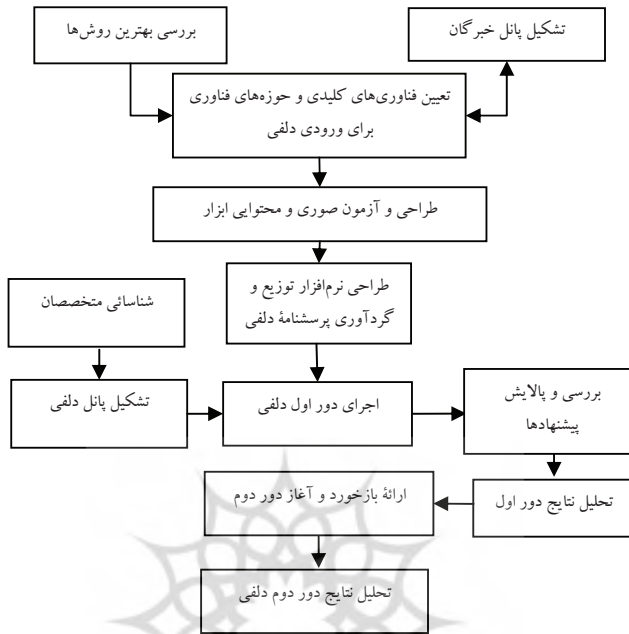 تشکیل پانل خبرگان
بررسی بهترین روش‌ها
تعیین فناوری‌های کلیدی و حوزه‌های فناوری
برای ورودی دلفی
طراحی و آزمون صوری و محتوایی ابزار
طراحی نرم‌افزار توزیع و
گردآوری پرسشنامهٔ دلفی
شناسائی متخصصان
تشکیل پانل دلفی
اجرای دور اول دلفی
بررسی و پالایش
پیشنهادها
تحلیل نتایج دور اول
ارائهٔ بازخورد و آغاز دور دوم
تحلیل نتایج دور دوم دلفی